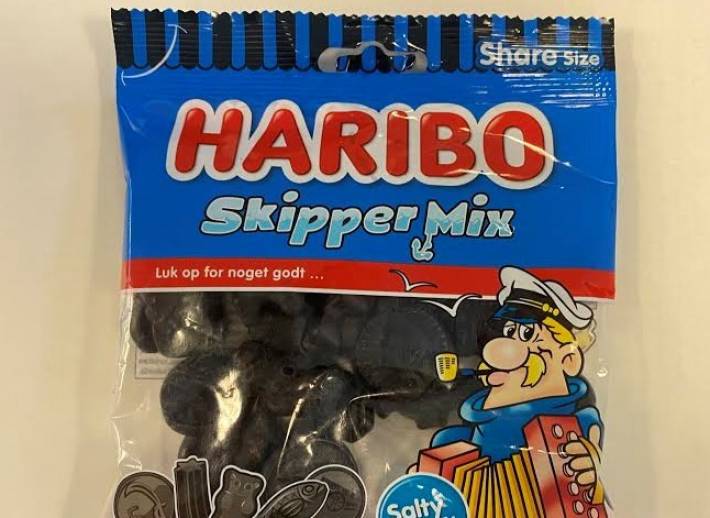 Share Size
HARIBO
Skipper Mix
Luk op for noget godt ...
Salty